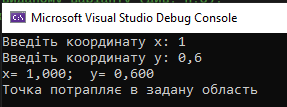 Microsoft Visual Studio Debug Console
Введіть координату x: 1
Введіть координату y: 0,6
x= 1,000;  y= 0,600
Точка потрапляє в задану область